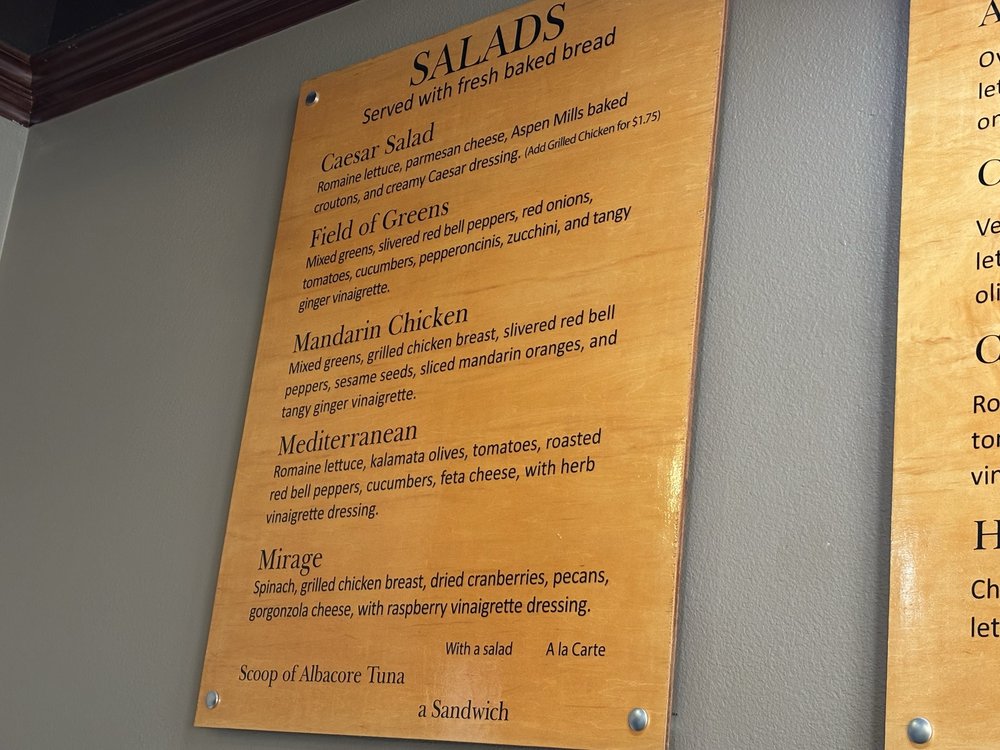 SALADS
Served with fresh baked bread
Caesar Salad
Romaine lettuce, parmesan cheese, Aspen Mills baked
croutons, and creamy Caesar dressing. (Add Grilled Chicken for $1.75)
Field of Greens
Mixed greens, slivered red bell peppers, red onions,
tomatoes, cucumbers, pepperoncinis, zucchini, and tangy
ginger vinaigrette.
Mandarin Chicken
Mixed greens, grilled chicken breast, slivered red bell
peppers, sesame seeds, sliced mandarin oranges, and
tangy ginger vinaigrette.
Mediterranean
Romaine lettuce, kalamata olives, tomatoes, roasted
red bell peppers, cucumbers, feta cheese, with herb
vinaigrette dressing.
Mirage
Spinach, grilled chicken breast, dried cranberries, pecans,
gorgonzola cheese, with raspberry vinaigrette dressing.
With a salad A la Carte
Scoop of Albacore Tuna
a Sandwich